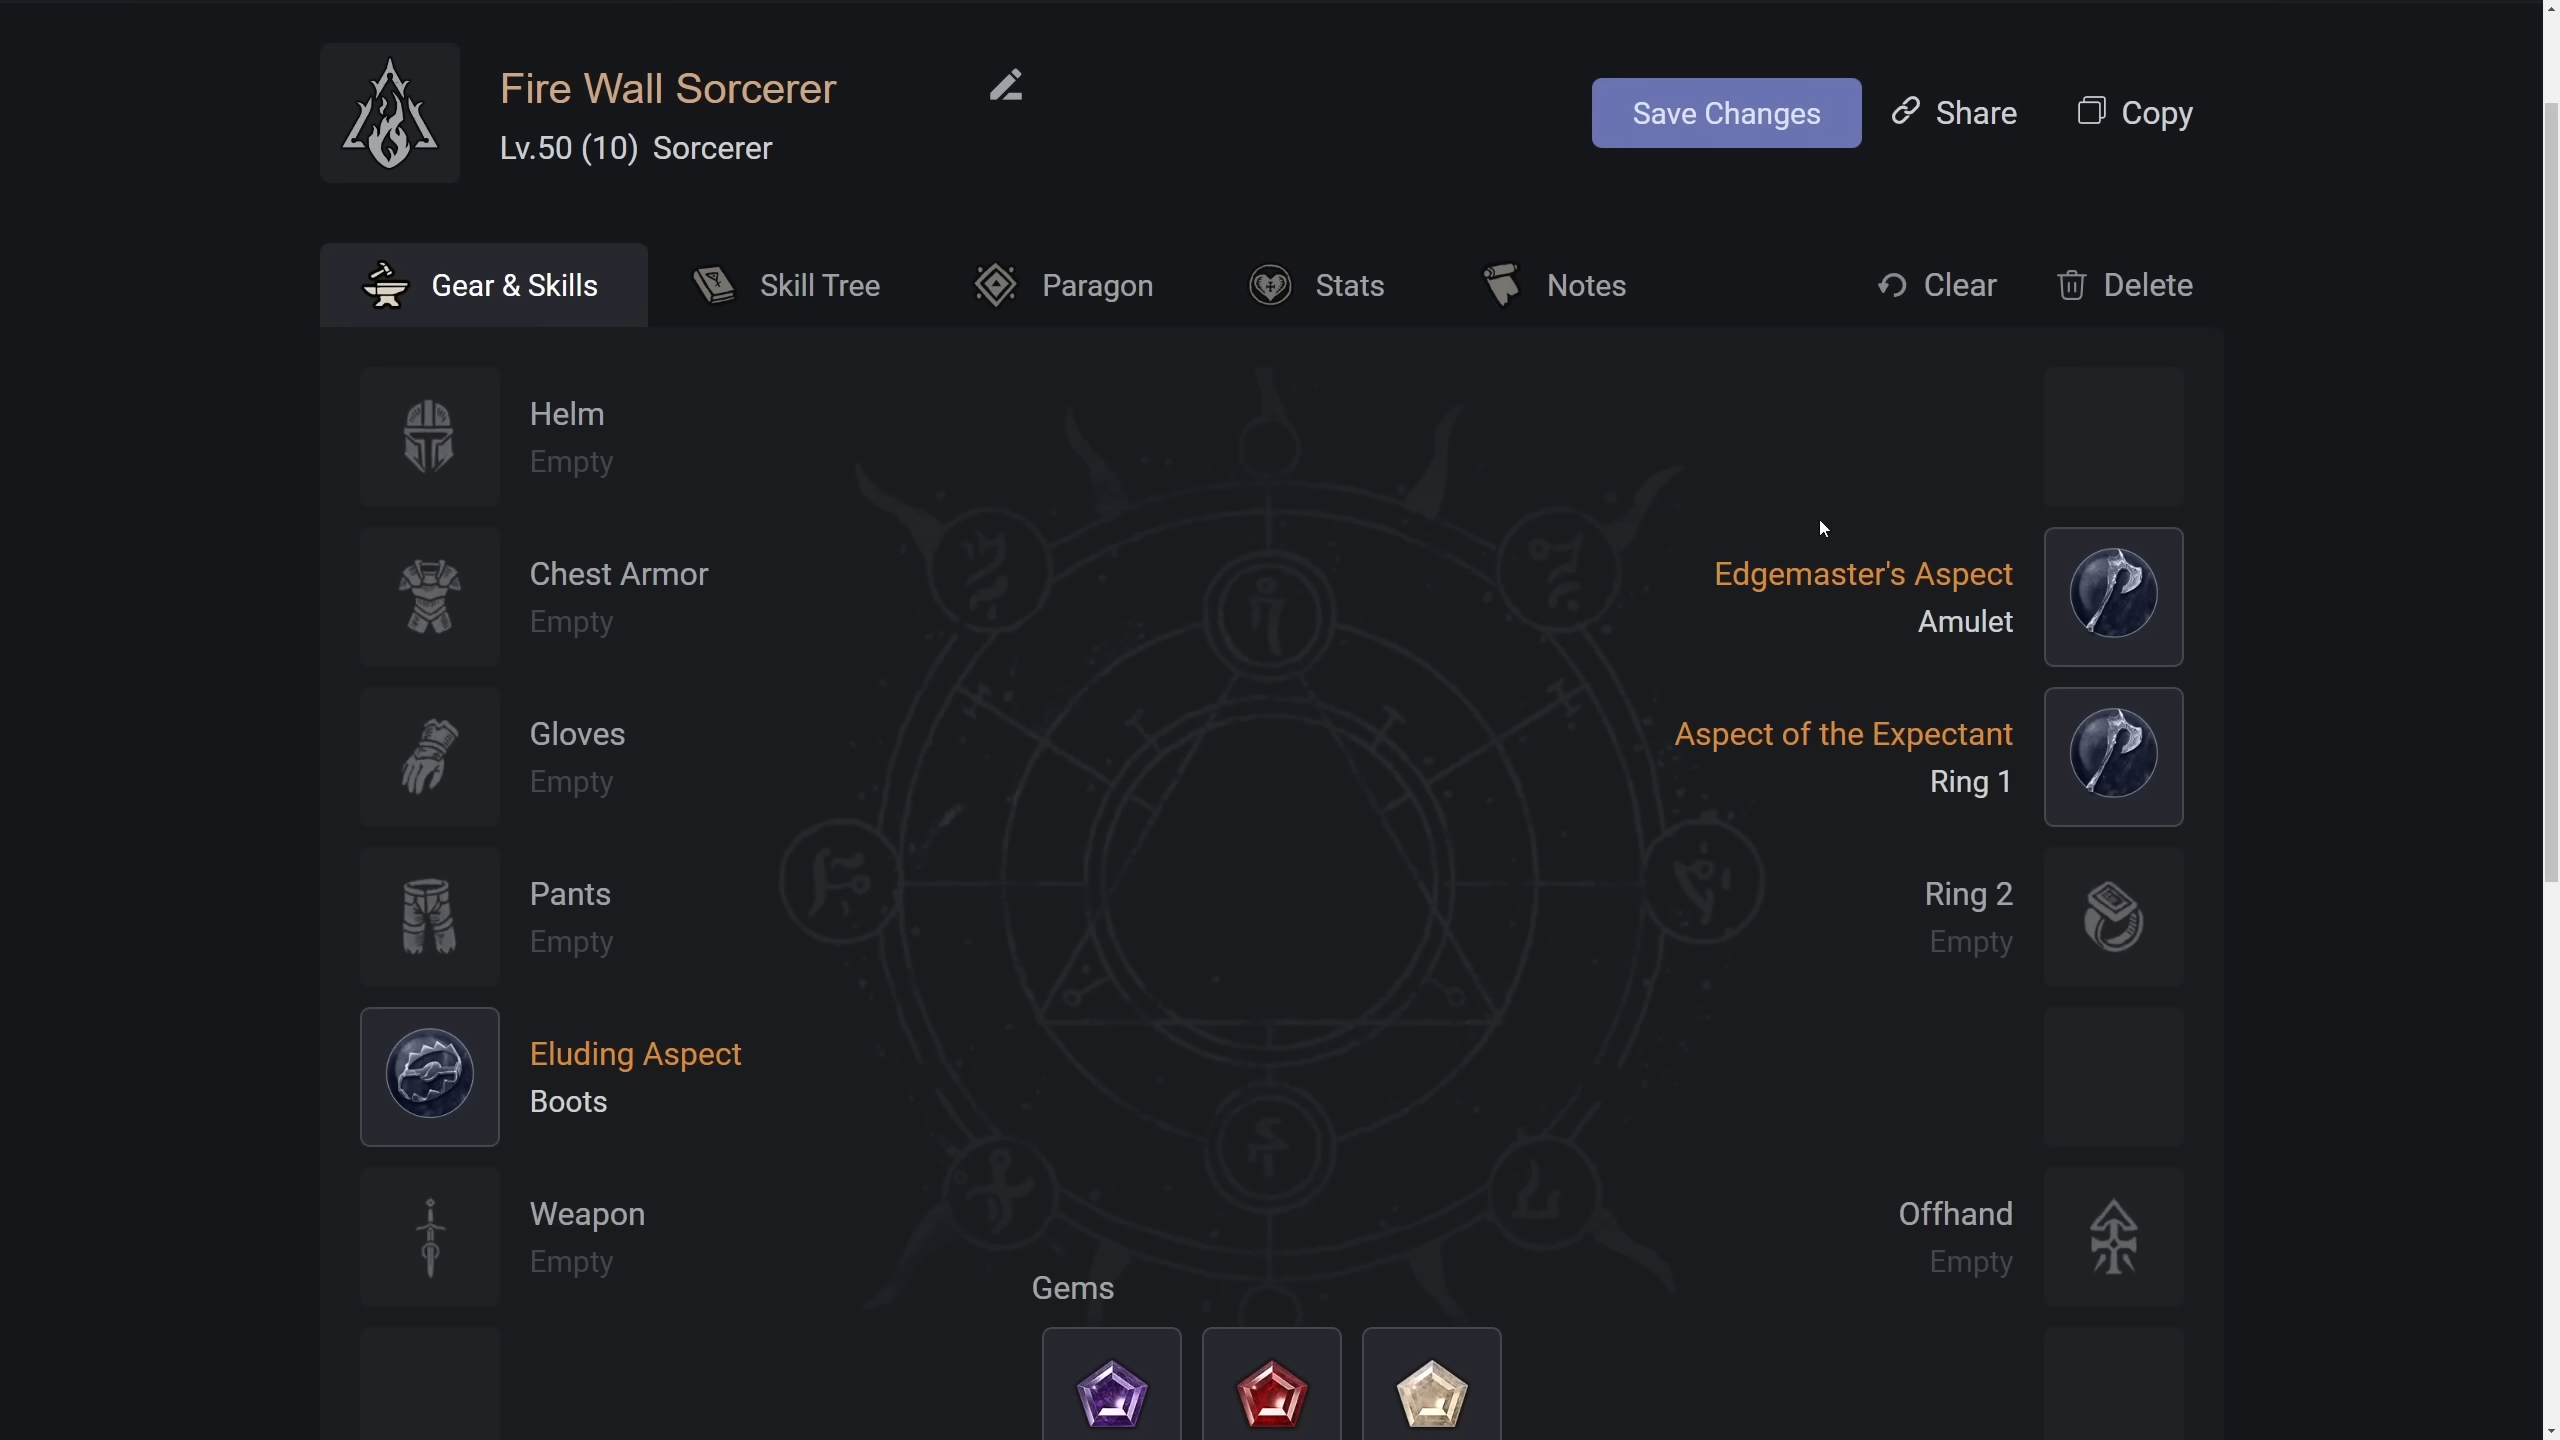 Fire Wall Sorcerer
Lv.50 (10) Sorcerer
Save Changes
Share
Copy
Gear & Skills
Skill Tree
Paragon
Stats
Notes
Clear
Delete
Helm
Empty
Chest Armor
Empty
Gloves
Empty
Pants
Empty
Eluding Aspect
Boots
Weapon
Empty
Edgemaster's Aspect
Amulet
Aspect of the Expectant
Ring 1
Ring 2
Empty
Offhand
Empty
Gems